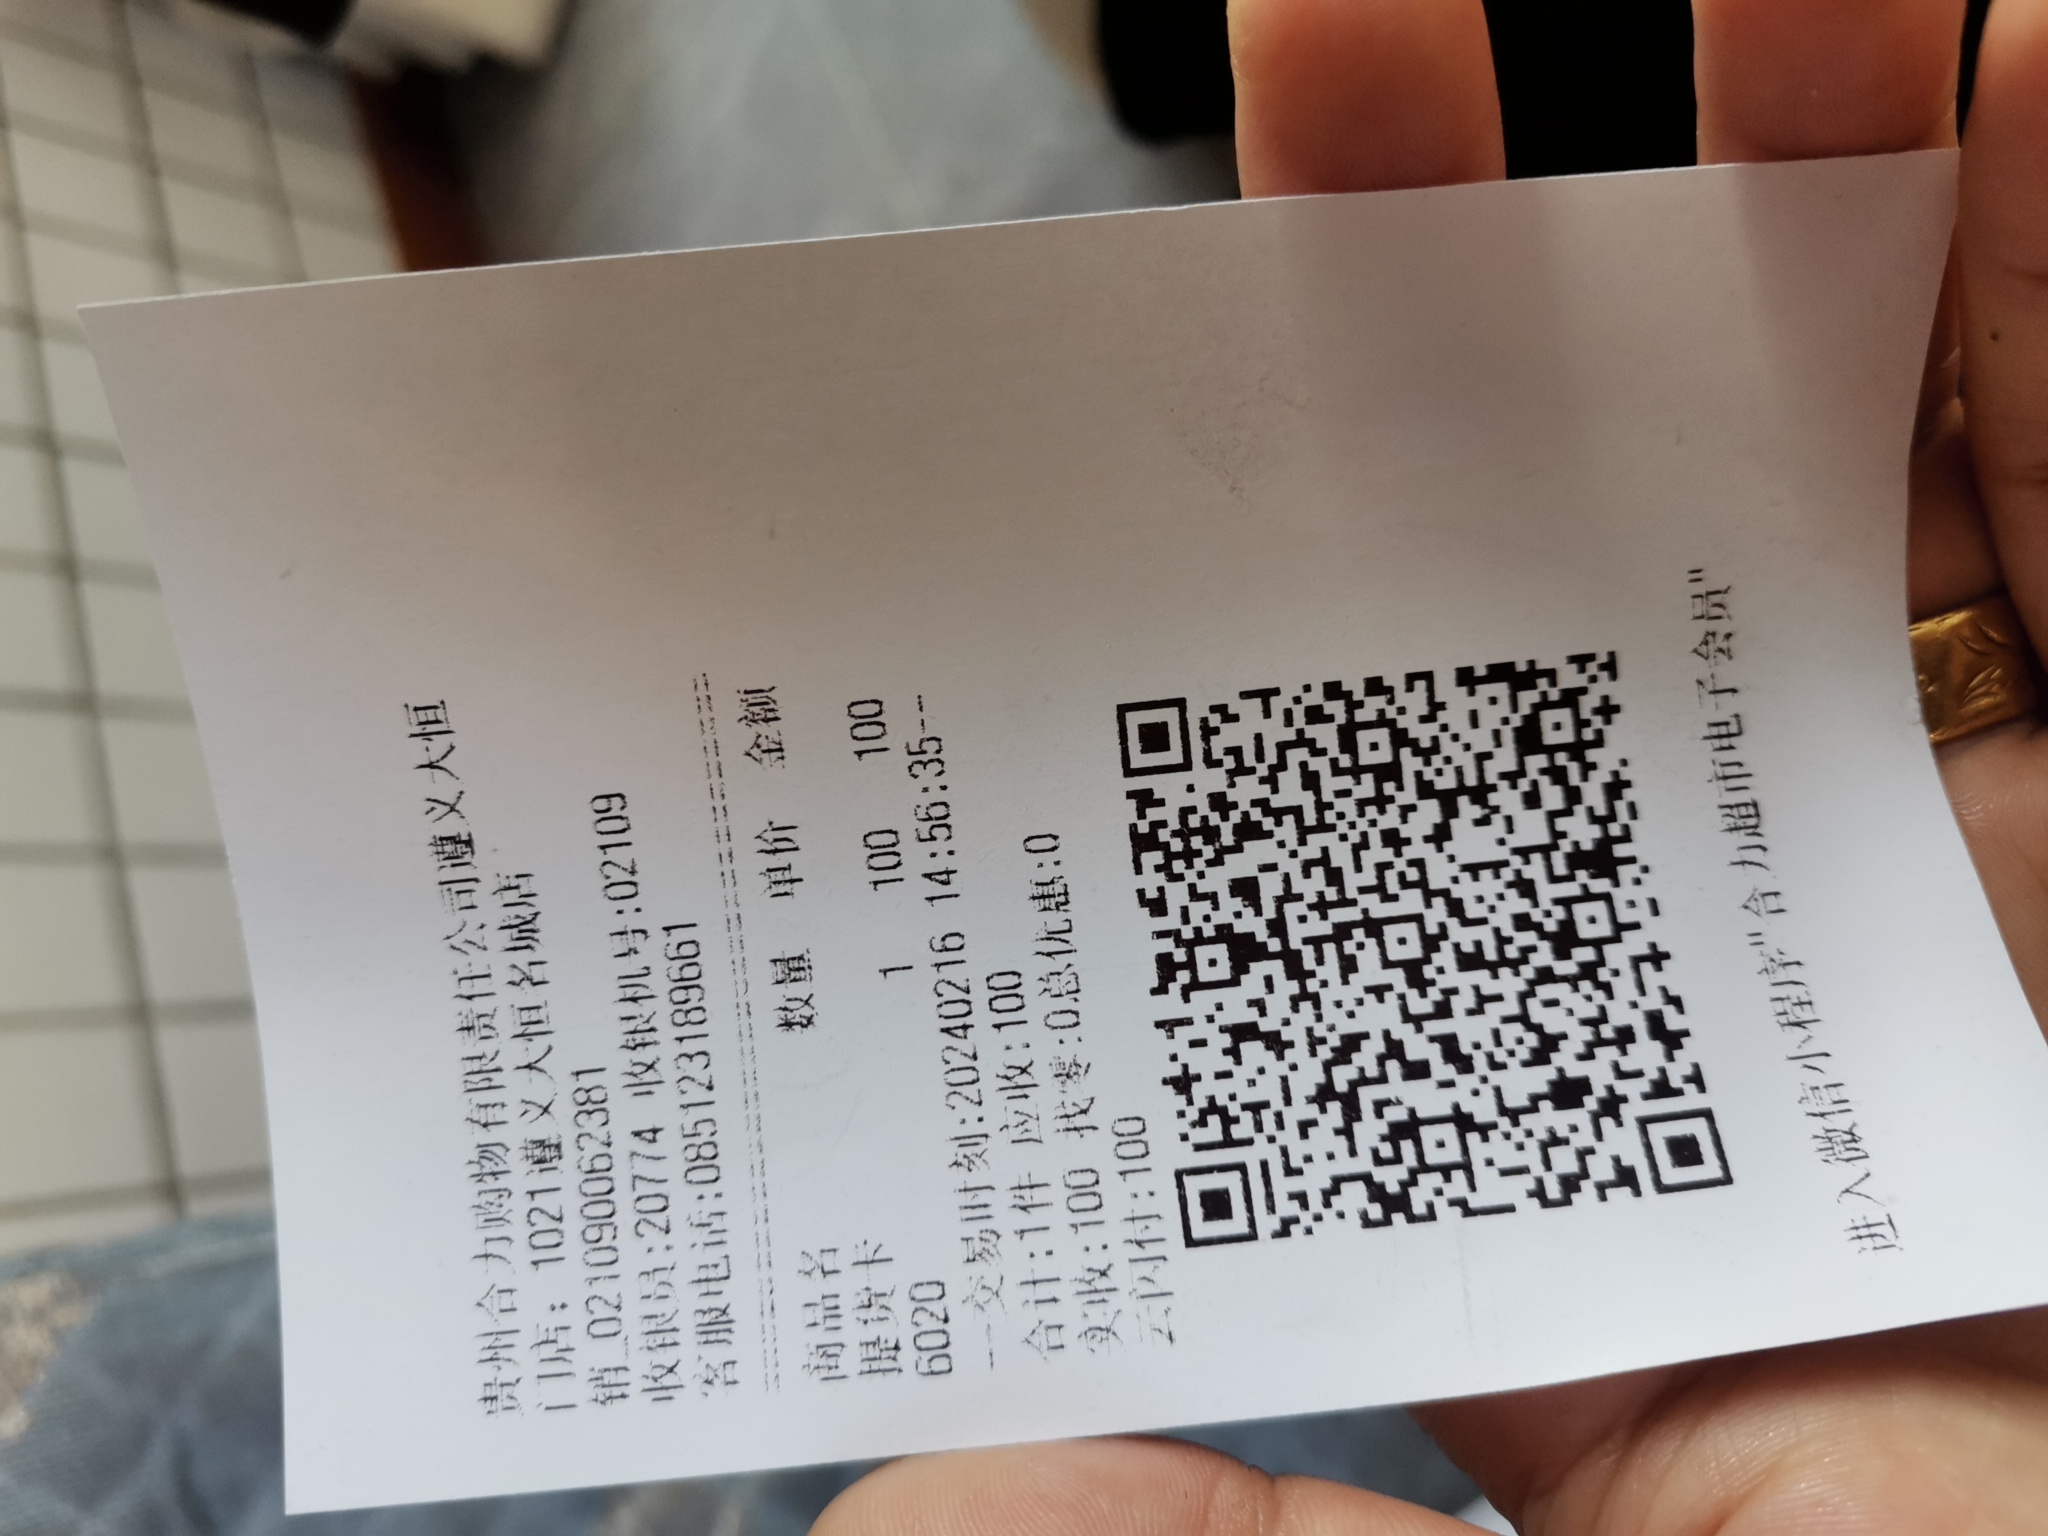 贵州合力购物有限责任公司遵义大恒
门店: 1021遵义大恒名城店
销_021090062381
收银员:20774 收银机号:02109
客服电话:085123189661
商品名 数量 单价 金额
提货卡 1 100 100
6020
--交易时刻:20240216 14:56:35--
合计:1件 应收:100
实收:100 找零:0总优惠:0
云闪付:100
进入微信小程序"合力超市电子会员"